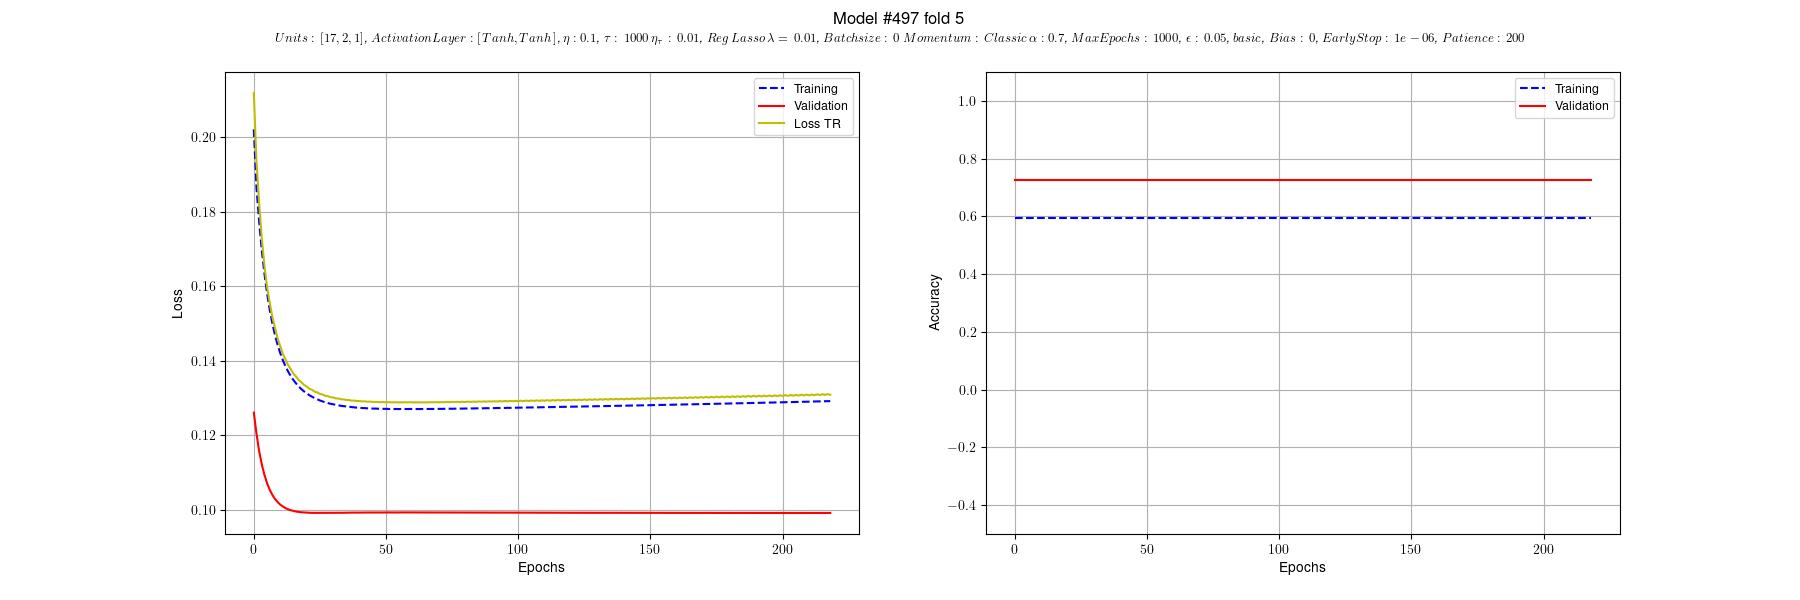 Model #497 fold 5
Units : [17, 2, 1], ActivationLayer : [Tanh, Tanh], η : 0.1, τ : 1000 ητ : 0.01, Reg Lasso λ = 0.01, Batchsize : 0 Momentum : Classic α : 0.7, MaxEpochs : 1000, ϵ : 0.05, basic, Bias : 0, EarlyStop : 1e − 06, Patience : 200
Training
Validation
Loss TR
0.20
0.18
0.16
0.14
0.12
0.10
Loss
0
50
100
150
200
Epochs
Training
Validation
1.0
0.8
0.6
0.4
0.2
0.0
−0.2
−0.4
Accuracy
0
50
100
150
200
Epochs